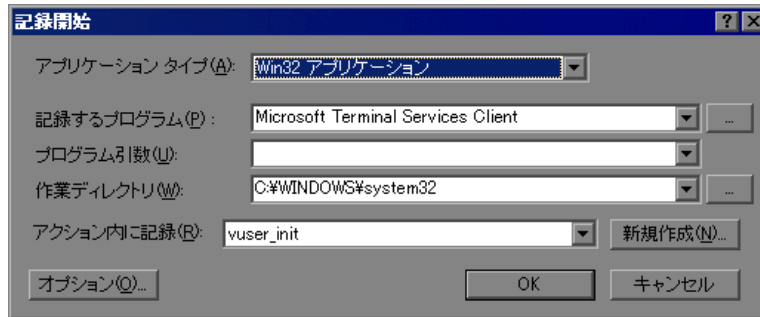 記録開始
アプリケーション タイプ(A): Win32 アプリケーション
記録するプログラム(P) : Microsoft Terminal Services Client ...
プログラム引数(U):
作業ディレクトリ(W): C:¥WINDOWS¥system32 ...
アクション内に記録(R): vuser_init 新規作成(N)...
オプション(O)... OK キャンセル